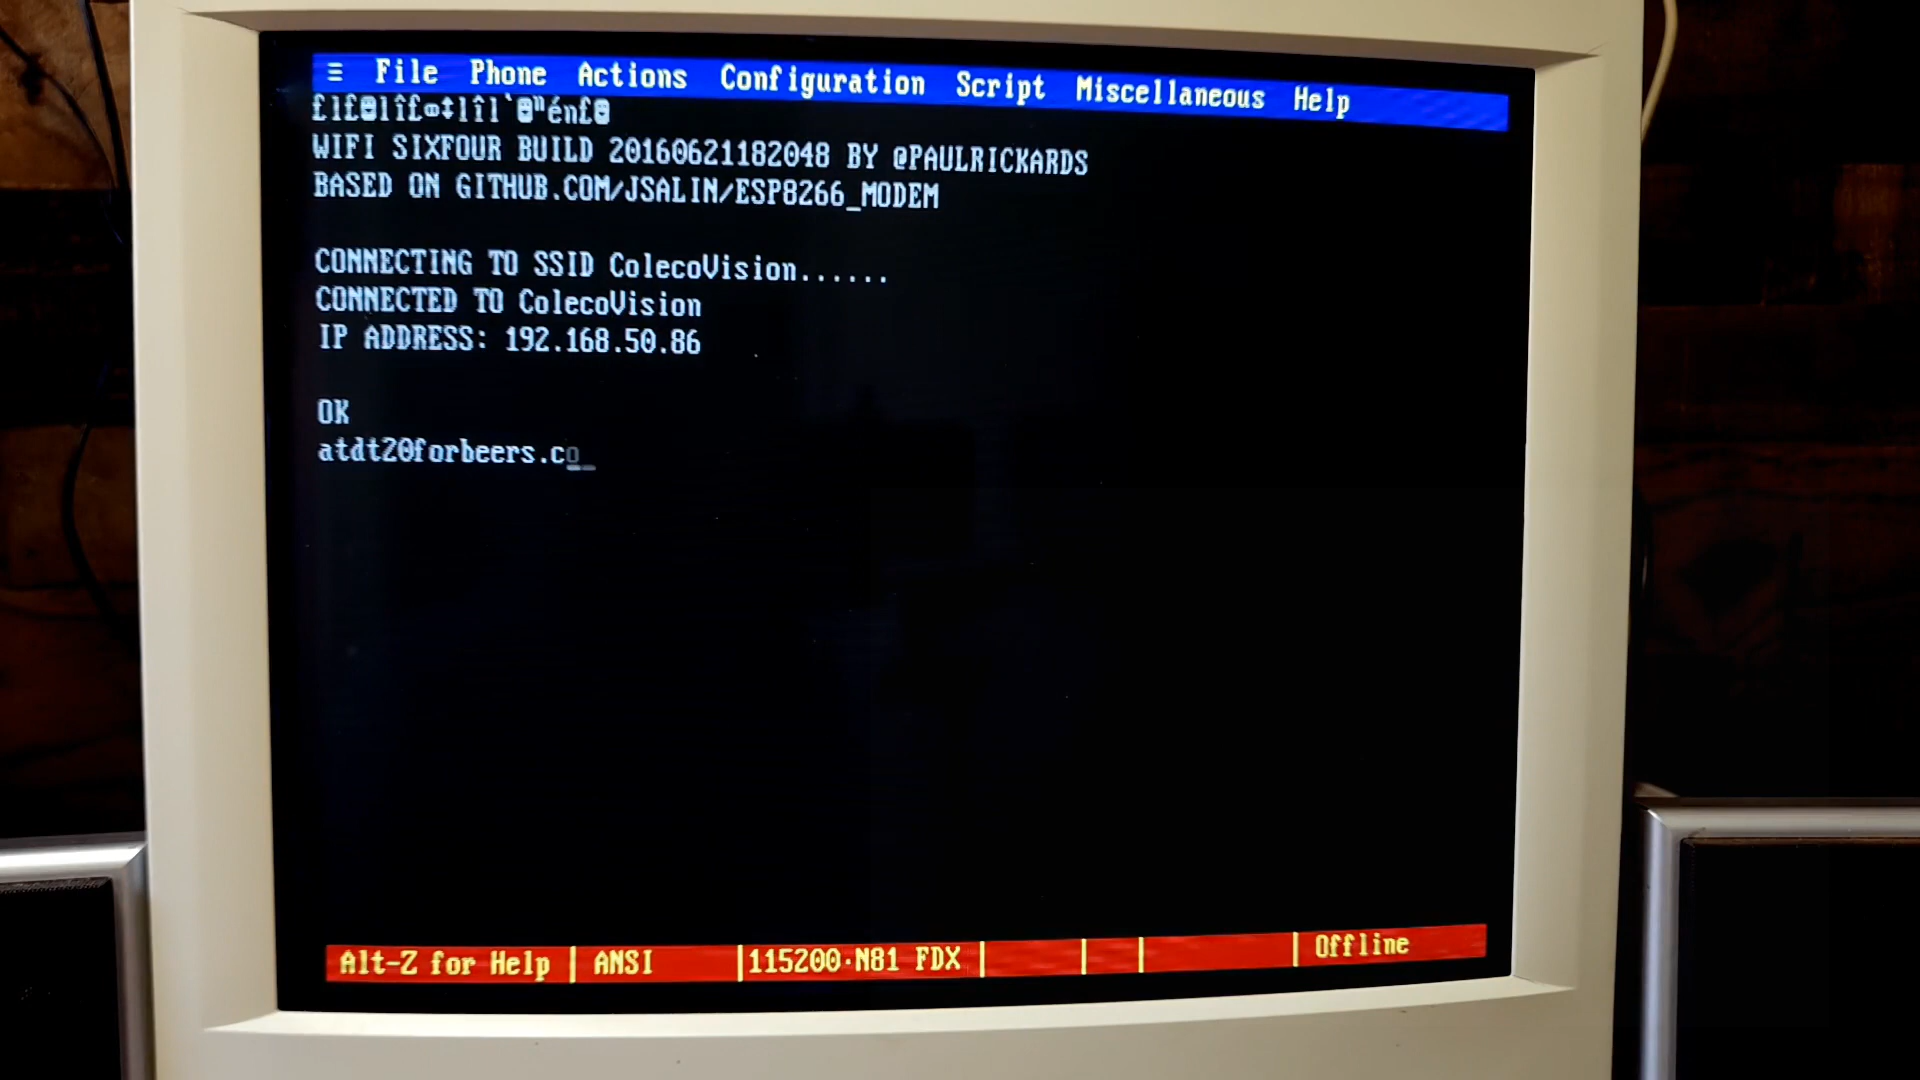 ≡ File Phone Actions Configuration Script Miscellaneous Help
WIFI SIXFOUR BUILD 20160621182048 BY @PAULRICKARDS
BASED ON GITHUB.COM/JSALIN/ESP8266_MODEM
CONNECTING TO SSID ColecoVision......
CONNECTED TO ColecoVision
IP ADDRESS: 192.168.50.86
OK
atdt20forbeers.co_
Alt-Z for Help | ANSI | 115200·N81 FDX | | | | Offline